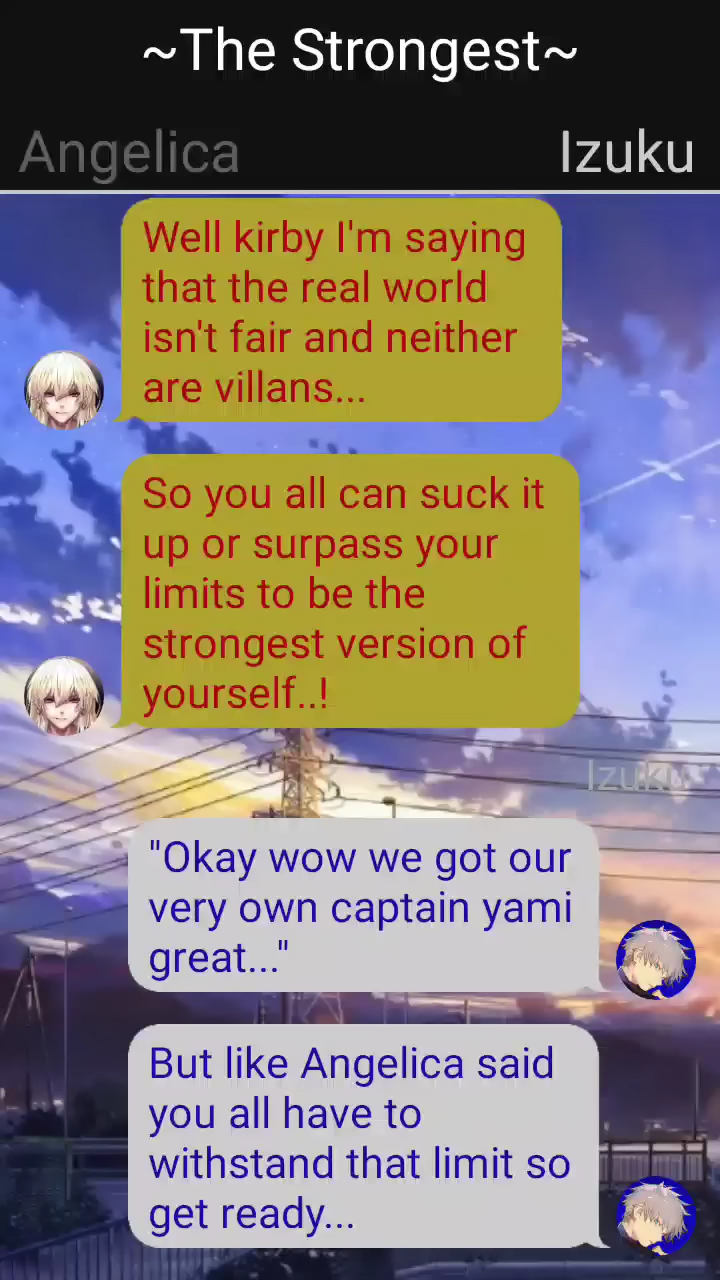 ~The Strongest~
Angelica
Izuku
Well kirby I'm saying
that the real world
isn't fair and neither
are villans...
So you all can suck it
up or surpass your
limits to be the
strongest version of
yourself..!
Izuku
"Okay wow we got our
very own captain yami
great..."
But like Angelica said
you all have to
withstand that limit so
get ready...